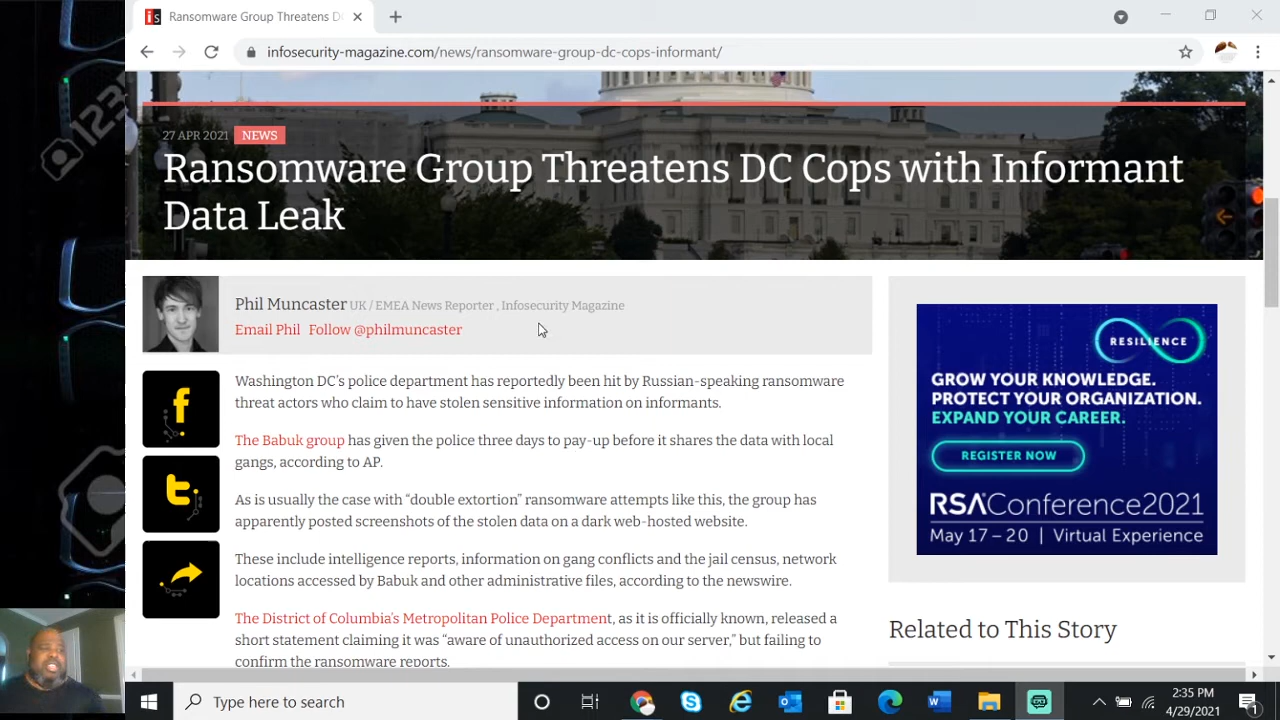 Ransomware Group Threatens DC
infosecurity-magazine.com/news/ransomware-group-dc-cops-informant/
27 APR 2021 NEWS
Ransomware Group Threatens DC Cops with Informant
Data Leak
Phil Muncaster UK / EMEA News Reporter , Infosecurity Magazine
Email Phil Follow @philmuncaster
Washington DC's police department has reportedly been hit by Russian-speaking ransomware
threat actors who claim to have stolen sensitive information on informants.
The Babuk group has given the police three days to pay-up before it shares the data with local
gangs, according to AP.
As is usually the case with “double extortion” ransomware attempts like this, the group has
apparently posted screenshots of the stolen data on a dark web-hosted website.
These include intelligence reports, information on gang conflicts and the jail census, network
locations accessed by Babuk and other administrative files, according to the newswire.
The District of Columbia's Metropolitan Police Department, as it is officially known, released a
short statement claiming it was “aware of unauthorized access on our server,” but failing to
confirm the ransomware reports.
RESILIENCE
GROW YOUR KNOWLEDGE.
PROTECT YOUR ORGANIZATION.
EXPAND YOUR CAREER.
REGISTER NOW
RSAConference2021
May 17–20 | Virtual Experience
Related to This Story
123
Type here to search
2:35 PM
4/29/2021
1